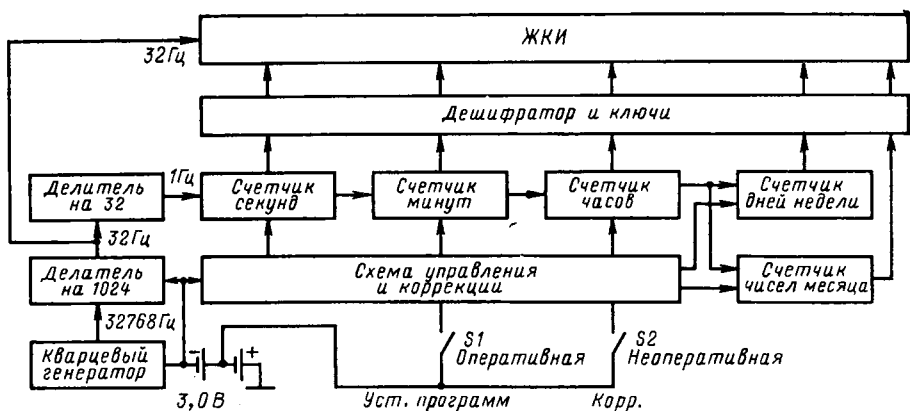 ЖКИ
32Гц
Дешифратор и ключи
Делитель
на 32
1Гц
Счетчик
секунд
Счетчик
минут
Счетчик
часов
Счетчик
дней недели
32Гц
Делатель
на 1024
Схема управления
и коррекции
Счетчик
чисел месяца
32768Гц
Кварцевый
генератор
- +
3,0В
S1
Оперативная
S2
Неоперативная
Уст. программ
Корр.